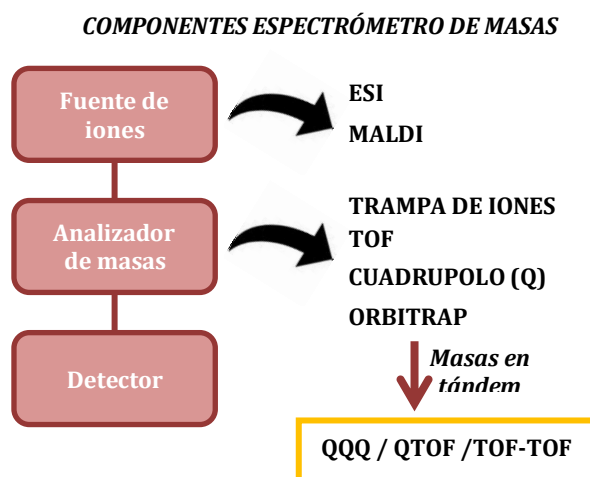 COMPONENTES ESPECTRÓMETRO DE MASAS
Fuente de
iones
ESI
MALDI
Analizador
de masas
TRAMPA DE IONES
TOF
CUADRUPOLO (Q)
ORBITRAP
Detector
Masas en
tándem
QQQ / QTOF /TOF-TOF